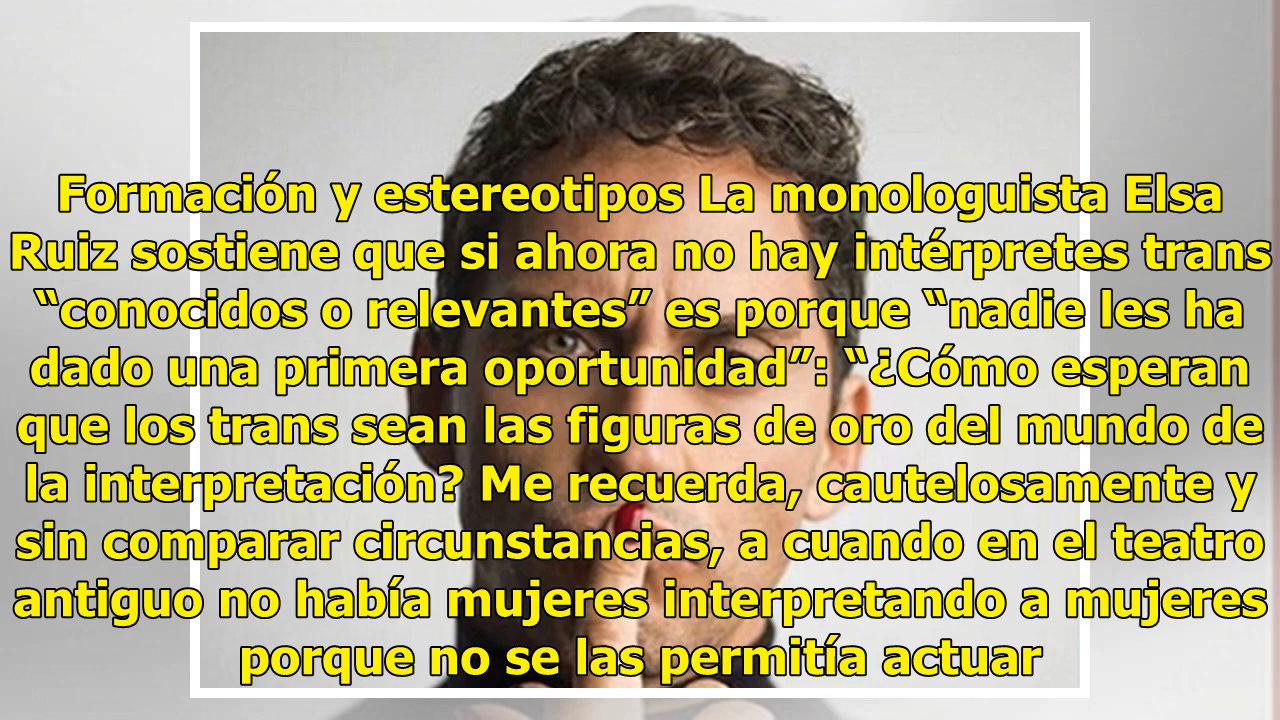 Formación y estereotipos La monologuista Elsa
Ruiz sostiene que si ahora no hay intérpretes trans
“conocidos o relevantes” es porque “nadie les ha
dado una primera oportunidad”: “¿Cómo esperan
que los trans sean las figuras de oro del mundo de
la interpretación? Me recuerda, cautelosamente y
sin comparar circunstancias, a cuando en el teatro
antiguo no había mujeres interpretando a mujeres
porque no se las permitía actuar